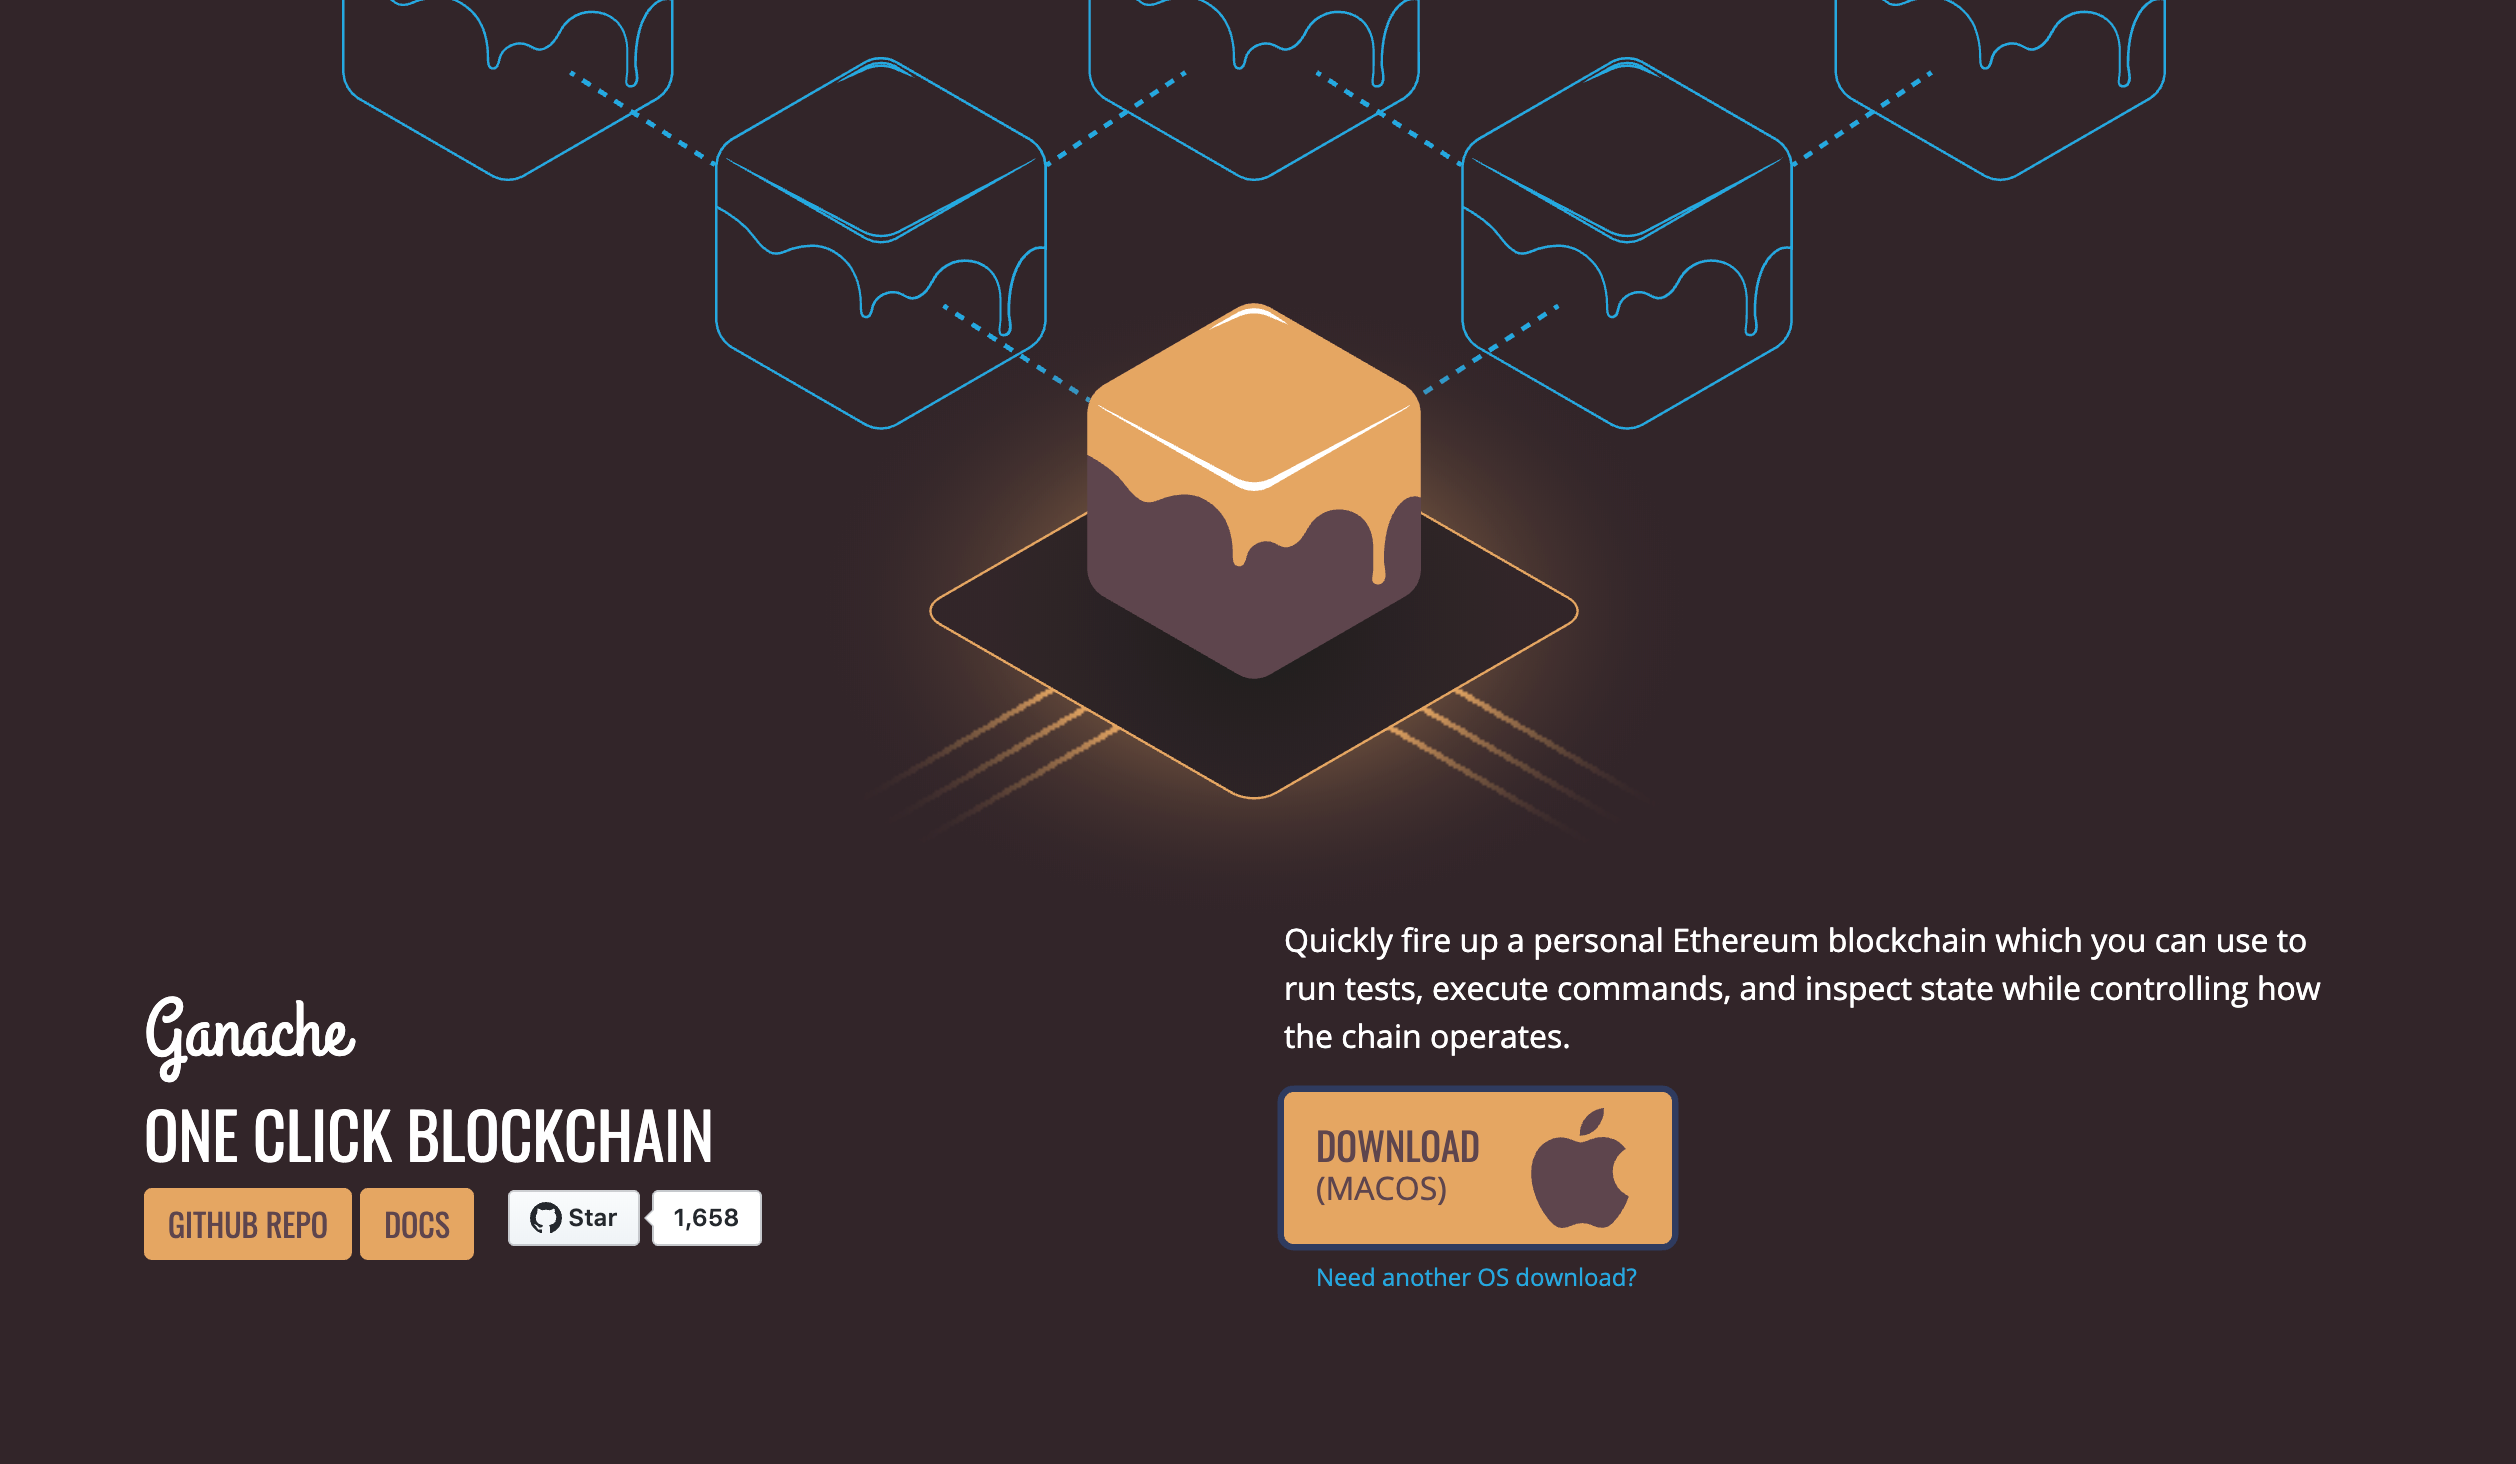 Ganache
ONE CLICK BLOCKCHAIN
GITHUB REPO
DOCS
Star
1,658
Quickly fire up a personal Ethereum blockchain which you can use to
run tests, execute commands, and inspect state while controlling how
the chain operates.
DOWNLOAD
(MACOS)
Need another OS download?